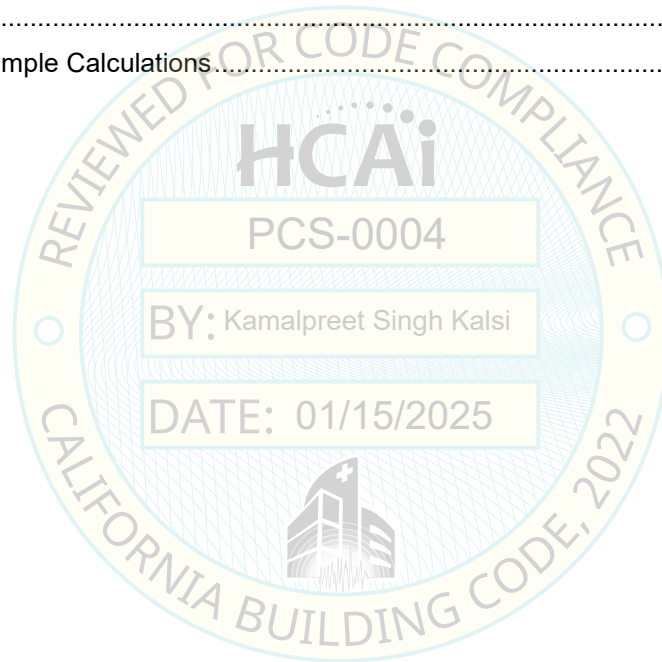 mple Calculations
REVIEWED FOR CODE COMPLIANCE
HCAi
PCS-0004
BY: Kamalpreet Singh Kalsi
DATE: 01/15/2025
CALIFORNIA BUILDING CODE, 2022